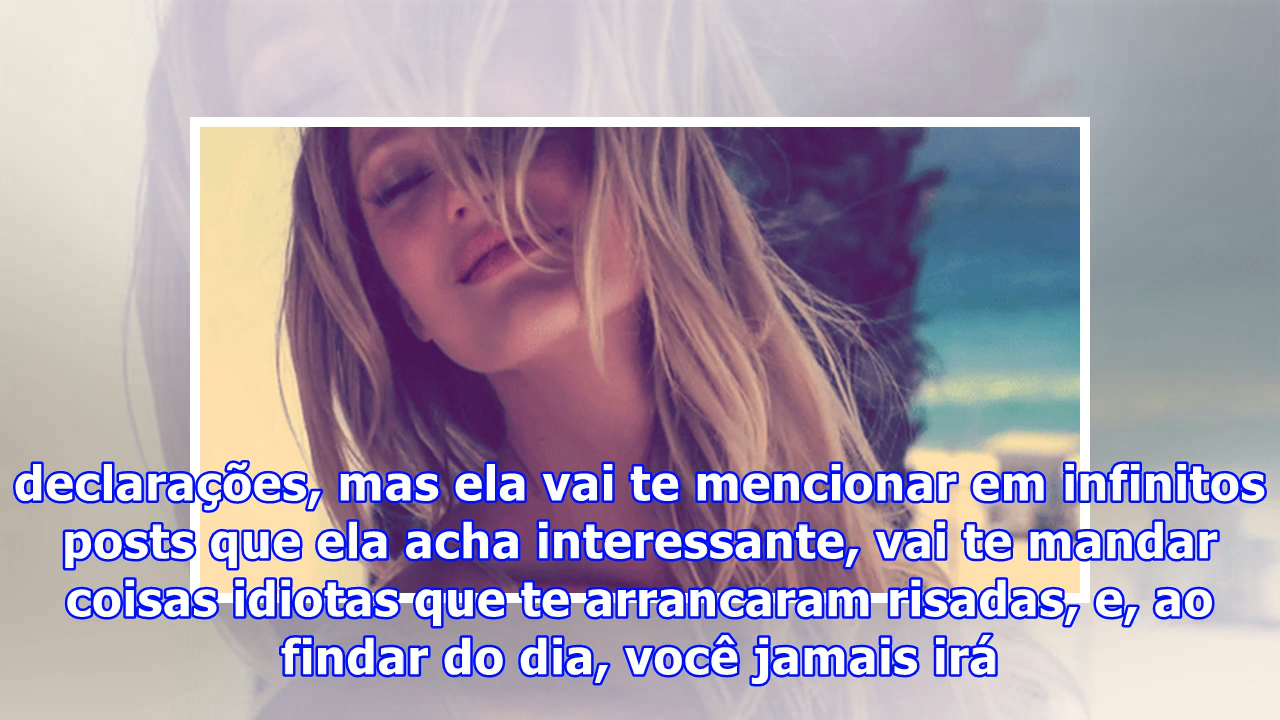 declarações, mas ela vai te mencionar em infinitos
posts que ela acha interessante, vai te mandar
coisas idiotas que te arrancaram risadas, e, ao
findar do dia, você jamais irá